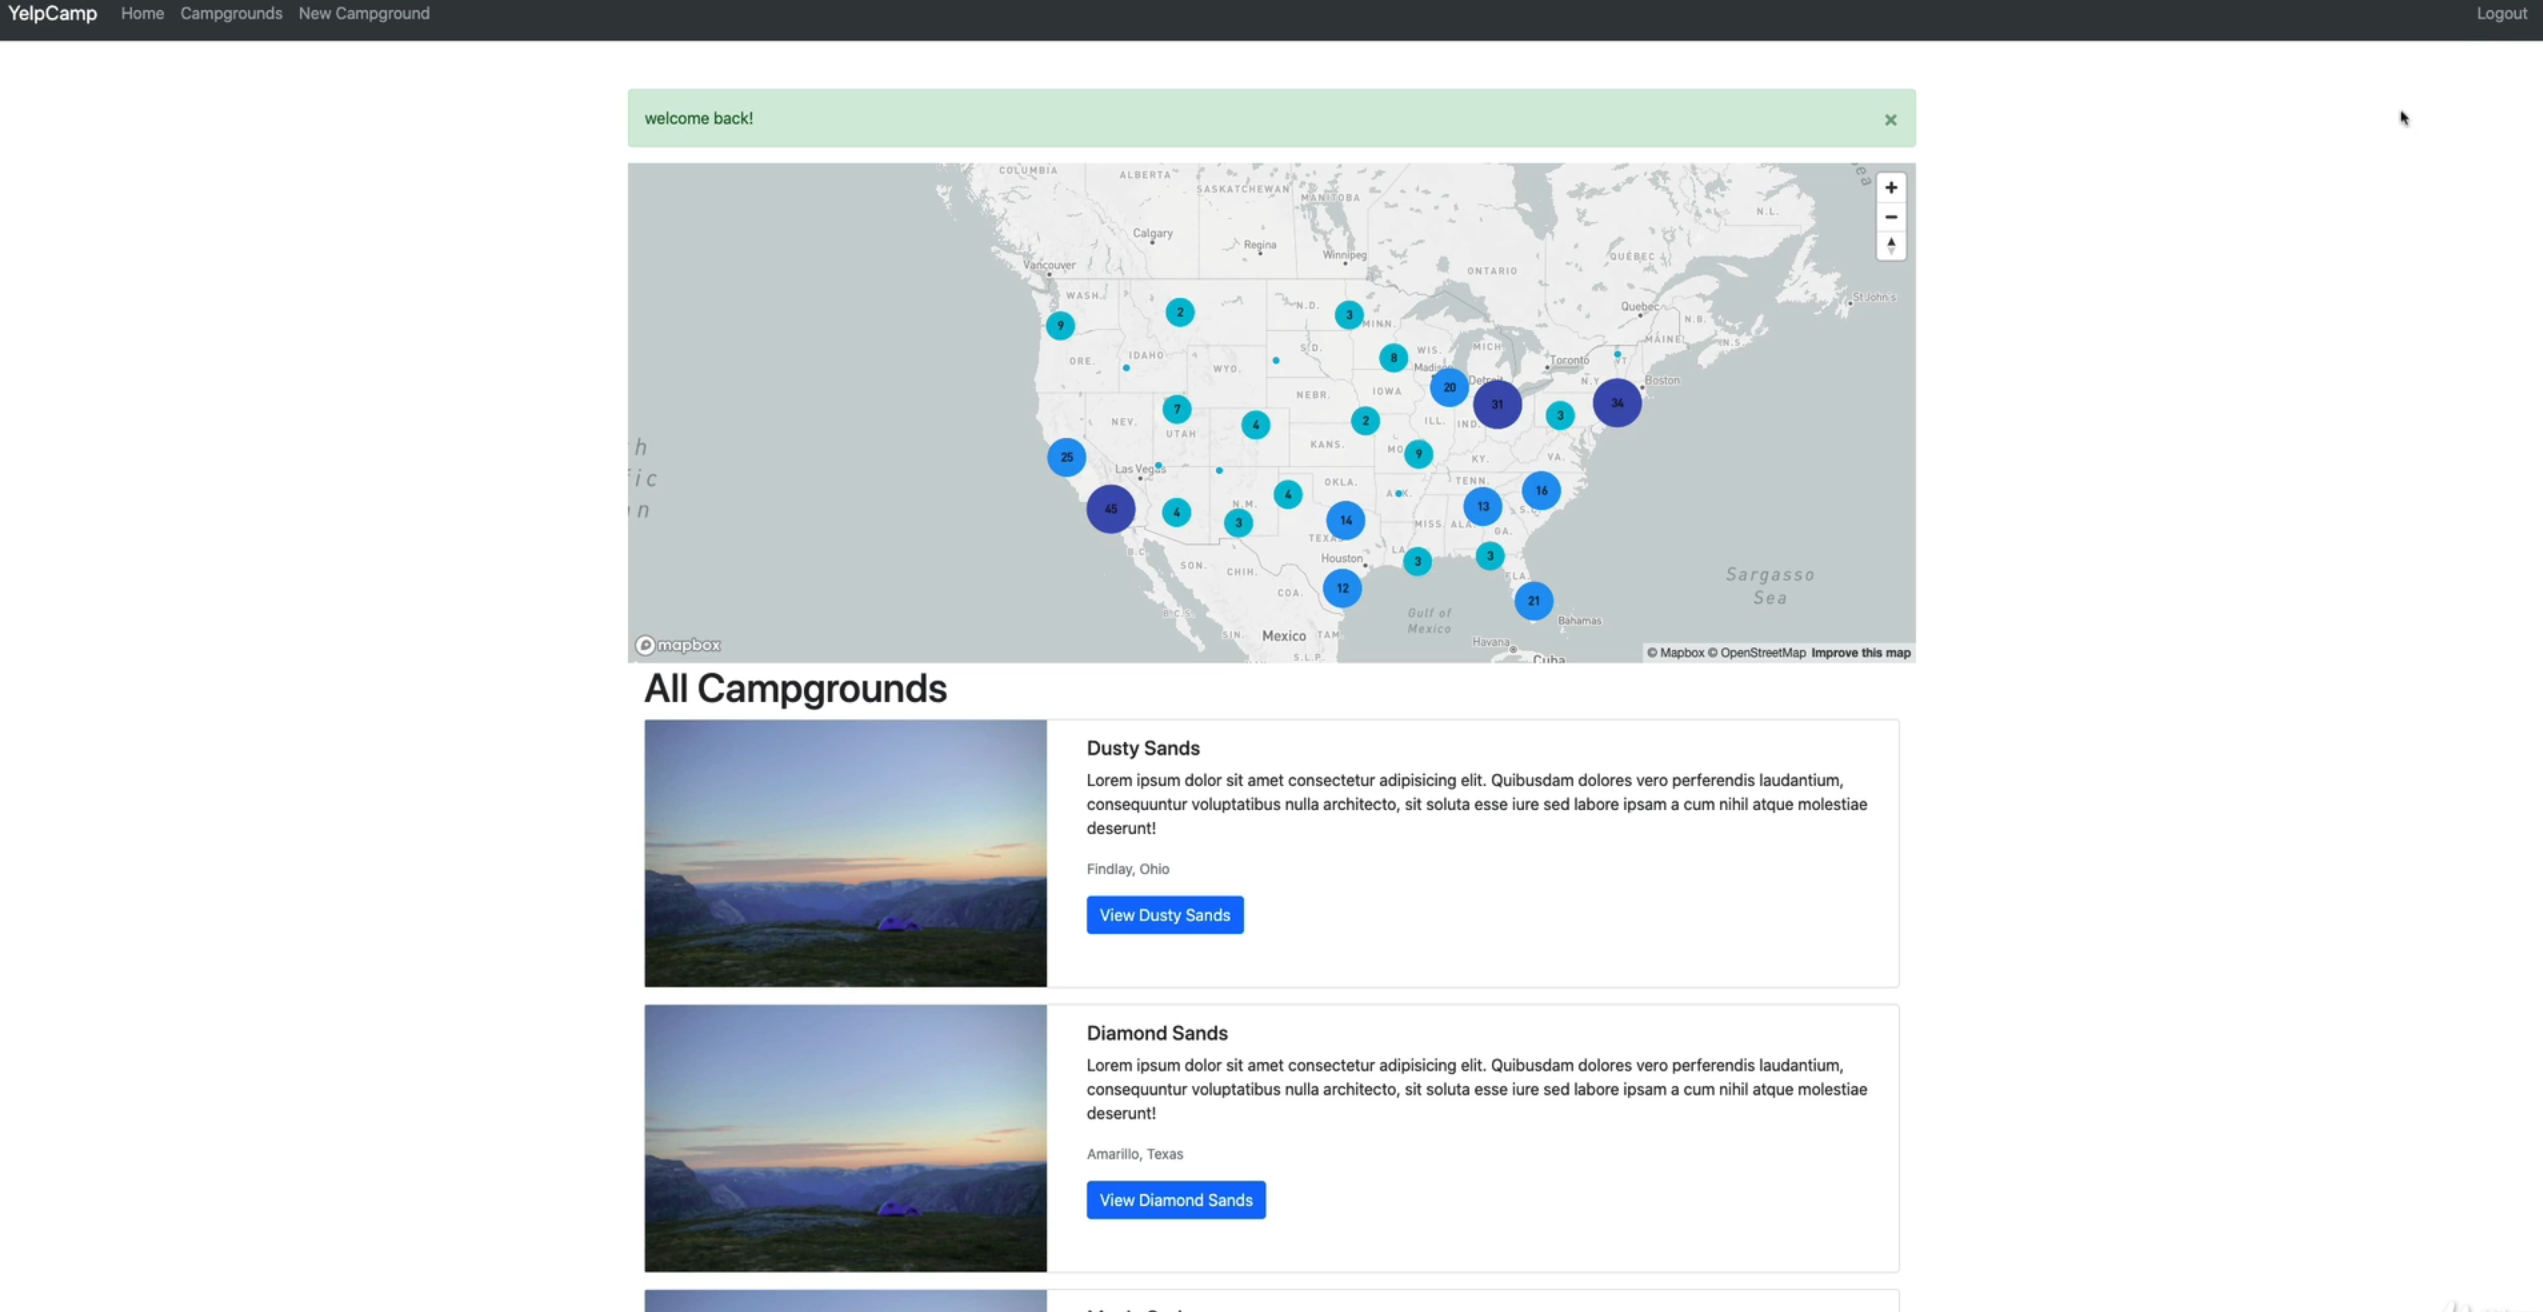 YelpCamp Home Campgrounds New Campground Logout
welcome back!
×
COLUMBIA
ALBERTA
SASKATCHEWAN
MANITOBA
N.L.
Calgary
Regina
Winnipeg
Vancouver
ONTARIO
QUÉBEC
St John's
Quebec
N.B.
WASH.
N.D.
MINN.
MAINE
N.S.
9
2
3
ORE.
IDAHO
WYO.
S.D.
8
WIS.
Madison
MICH.
Toronto
VT.
20
Detroit
N.Y.
Boston
NEBR.
IOWA
31
34
7
4
2
3
NEV.
UTAH
ILL.
IND.
KANS.
MO
9
KY.
VA.
25
Las Vegas
45
4
N.M.
3
4
OKLA.
TENN.
16
13
S.C.
14
MISS.
ALA.
GA.
TEXAS
Houston
LA.
3
3
B.C.
SON.
CHIH.
COA.
12
FLA.
21
Gulf of
Mexico
Bahamas
Sargasso
Sea
B.C.S.
SIN.
Mexico
TAM.
S.L.P.
Havana
Cuba
mapbox
© Mapbox © OpenStreetMap Improve this map
All Campgrounds
Dusty Sands
Lorem ipsum dolor sit amet consectetur adipisicing elit. Quibusdam dolores vero perferendis laudantium,
consequuntur voluptatibus nulla architecto, sit soluta esse iure sed labore ipsam a cum nihil atque molestiae
deserunt!
Findlay, Ohio
View Dusty Sands
Diamond Sands
Lorem ipsum dolor sit amet consectetur adipisicing elit. Quibusdam dolores vero perferendis laudantium,
consequuntur voluptatibus nulla architecto, sit soluta esse iure sed labore ipsam a cum nihil atque molestiae
deserunt!
Amarillo, Texas
View Diamond Sands